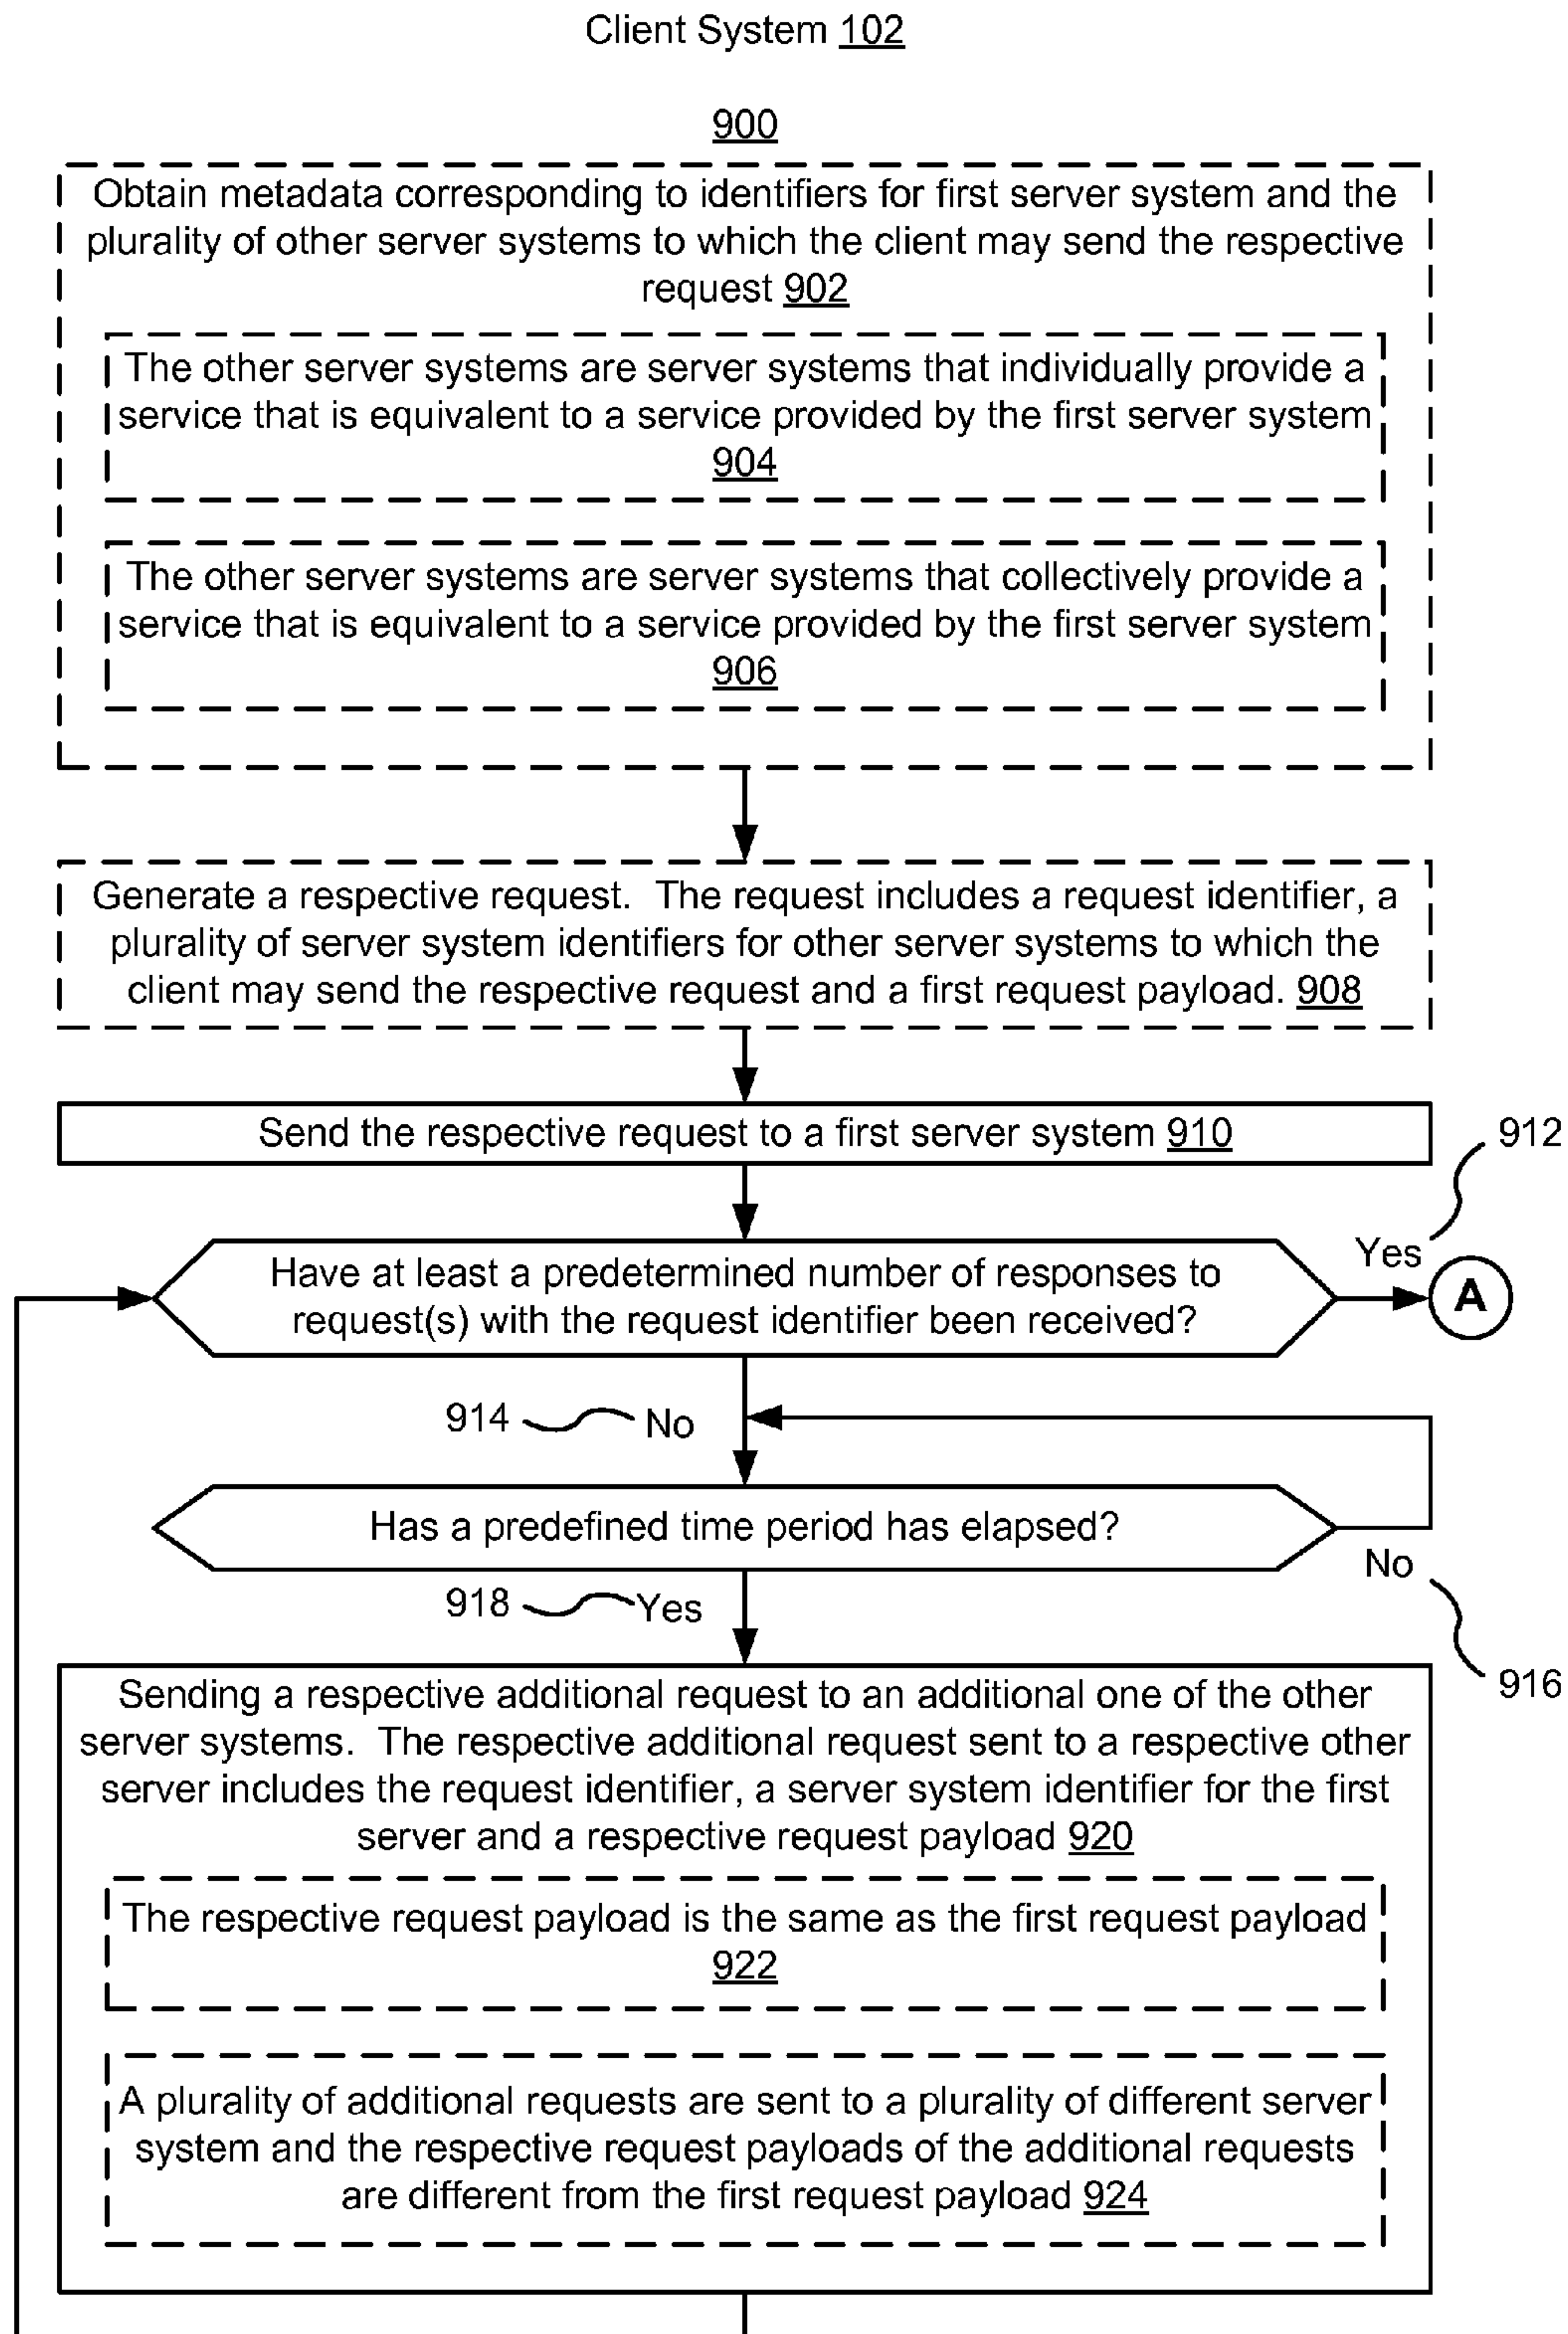 Client System 102
900
Obtain metadata corresponding to identifiers for first server system and the
plurality of other server systems to which the client may send the respective
request 902
The other server systems are server systems that individually provide a
service that is equivalent to a service provided by the first server system
904
The other server systems are server systems that collectively provide a
service that is equivalent to a service provided by the first server system
906
Generate a respective request. The request includes a request identifier, a
plurality of server system identifiers for other server systems to which the
client may send the respective request and a first request payload. 908
Send the respective request to a first server system 910
912
Yes
Have at least a predetermined number of responses to
request(s) with the request identifier been received?
A
914
No
Has a predefined time period has elapsed?
No
918
Yes
916
Sending a respective additional request to an additional one of the other
server systems. The respective additional request sent to a respective other
server includes the request identifier, a server system identifier for the first
server and a respective request payload 920
The respective request payload is the same as the first request payload
922
A plurality of additional requests are sent to a plurality of different server
system and the respective request payloads of the additional requests
are different from the first request payload 924